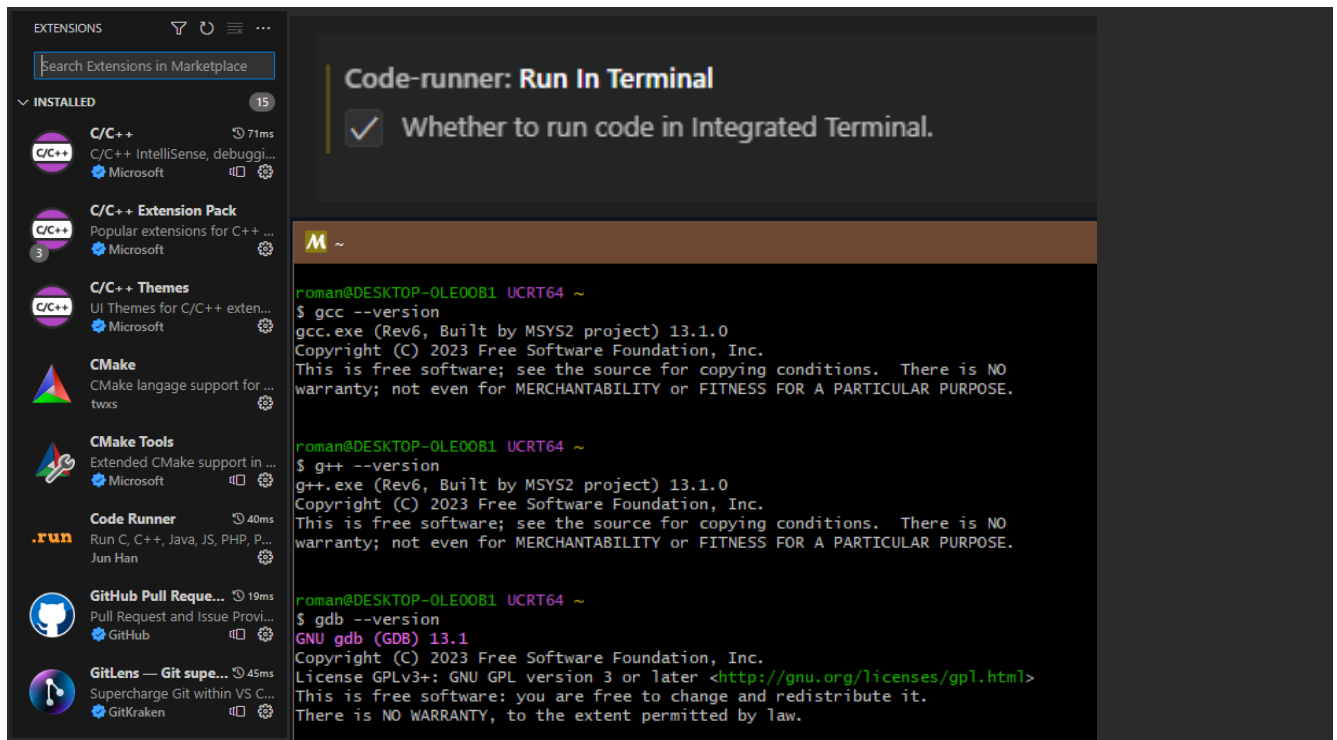 EXTENSIONS
Search Extensions in Marketplace
INSTALLED 15
C/C++ 71ms
C/C++ IntelliSense, debuggi...
Microsoft
C/C++
C/C++ Extension Pack
Popular extensions for C++ ...
Microsoft
C/C++
3
C/C++ Themes
UI Themes for C/C++ exten...
Microsoft
C/C++
CMake
CMake langage support for ...
twxs
CMake Tools
Extended CMake support in ...
Microsoft
Code Runner 40ms
Run C, C++, Java, JS, PHP, P...
Jun Han
.run
GitHub Pull Reque... 19ms
Pull Request and Issue Provi...
GitHub
GitLens — Git supe... 45ms
Supercharge Git within VS C...
GitKraken
Code-runner: Run In Terminal
Whether to run code in Integrated Terminal.
M ~
roman@DESKTOP-0LEOOB1 UCRT64 ~
$ gcc --version
gcc.exe (Rev6, Built by MSYS2 project) 13.1.0
Copyright (C) 2023 Free Software Foundation, Inc.
This is free software; see the source for copying conditions.  There is NO
warranty; not even for MERCHANTABILITY or FITNESS FOR A PARTICULAR PURPOSE.
roman@DESKTOP-0LEOOB1 UCRT64 ~
$ g++ --version
g++.exe (Rev6, Built by MSYS2 project) 13.1.0
Copyright (C) 2023 Free Software Foundation, Inc.
This is free software; see the source for copying conditions.  There is NO
warranty; not even for MERCHANTABILITY or FITNESS FOR A PARTICULAR PURPOSE.
roman@DESKTOP-0LEOOB1 UCRT64 ~
$ gdb --version
GNU gdb (GDB) 13.1
Copyright (C) 2023 Free Software Foundation, Inc.
License GPLv3+: GNU GPL version 3 or later <http://gnu.org/licenses/gpl.html>
This is free software: you are free to change and redistribute it.
There is NO WARRANTY, to the extent permitted by law.